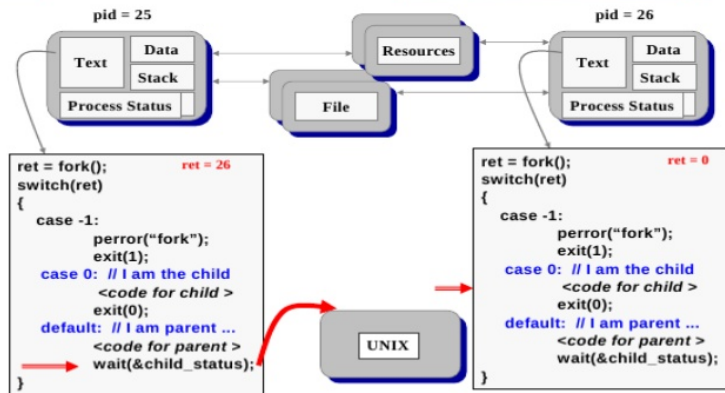 pid = 25
pid = 26
Resources
Text
Data
Stack
Process Status
File
Text
Data
Stack
Process Status
ret = fork(); ret = 26
switch(ret)
{
case -1:
perror(“fork”);
exit(1);
case 0: // I am the child
<code for child >
exit(0);
default: // I am parent ...
<code for parent >
wait(&child_status);
}
UNIX
ret = fork(); ret = 0
switch(ret)
{
case -1:
perror(“fork”);
exit(1);
case 0: // I am the child
<code for child >
exit(0);
default: // I am parent ...
<code for parent >
wait(&child_status);
}